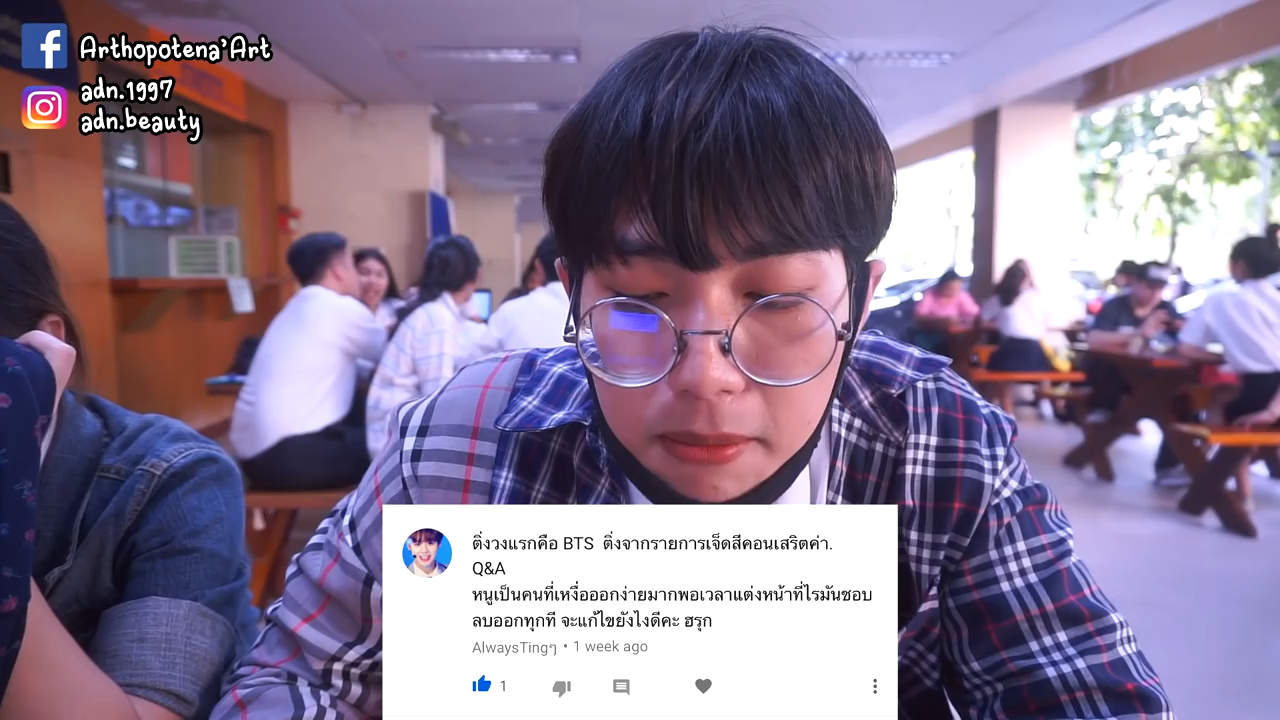 Arthopotena'Art
adn.1997
adn.beauty
ติ่งวงแรกคือ BTS ติ่งจากรายการเจ็ดสีคอนเสริตค่า.
Q&A
หนูเป็นคนที่เหงื่อออกง่ายมากพอเวลาแต่งหน้าที่ไรมันชอบ
ลบออกทุกที จะแก้ไขยังไงดีคะ ฮรุก
AlwaysTingๆ • 1 week ago
1